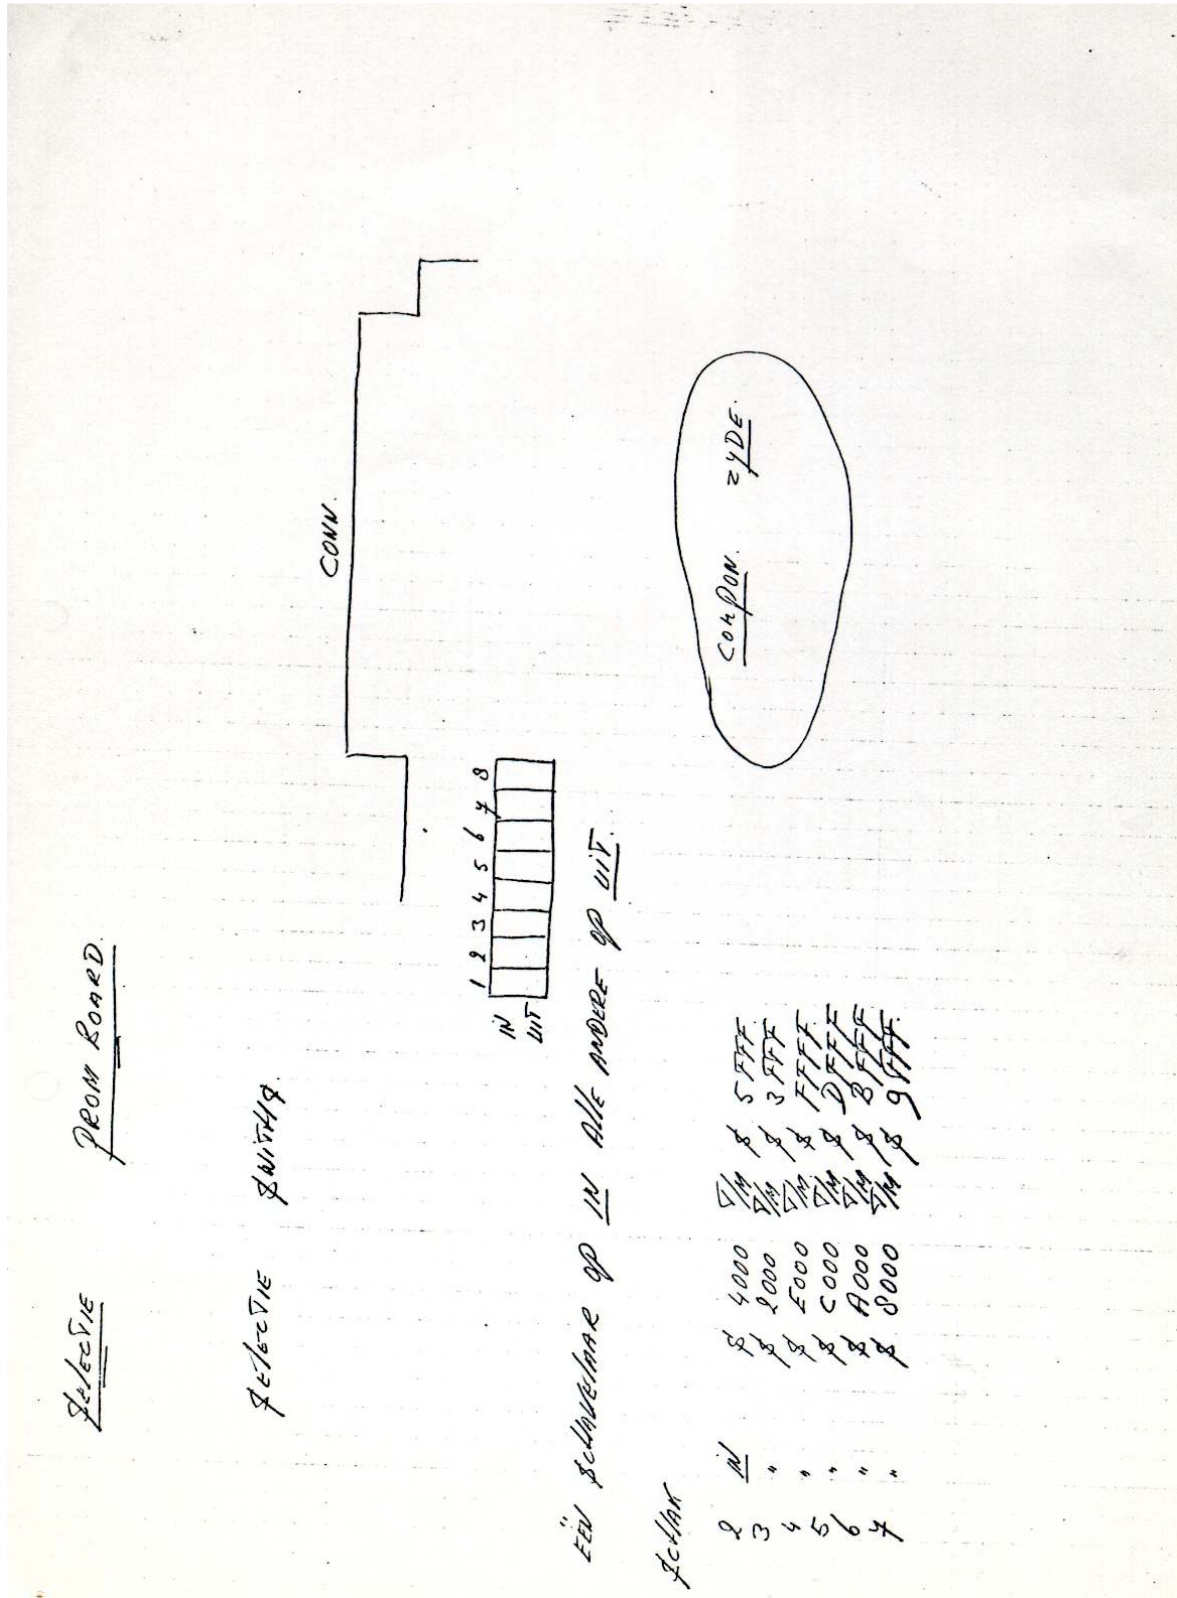 SELECTIE PROM BOARD.
SELECTIE SWITHS
CONN.
1 2 3 4 5 6 7 8
IN
UIT
EËN SCHAKELAAR OP IN ALLE ANDERE OP UIT.
SCHAK
2 IN $ 4000 T/M $ 5FFF
3 " $ 2000 T/M $ 3FFF
4 " $ E000 T/M $ FFFF.
5 " $ C000 T/M $ DFFF
6 " $ A000 T/M $ BFFF
7 " $ 8000 T/M $ 9FFF.
COMPON. ZYDE.